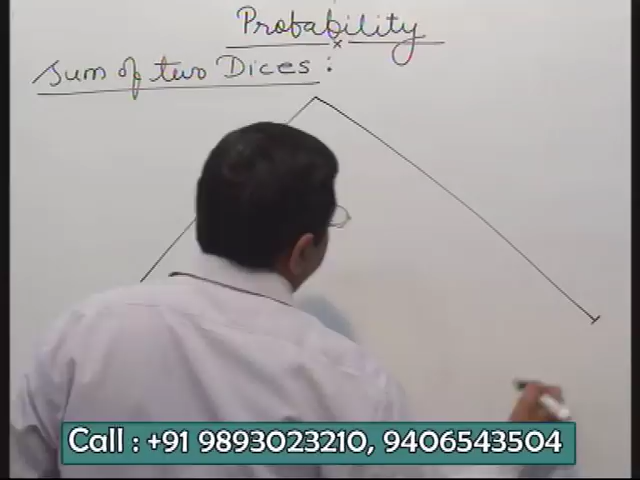 Probability
Sum of two Dices :
Call : +91 9893023210, 9406543504